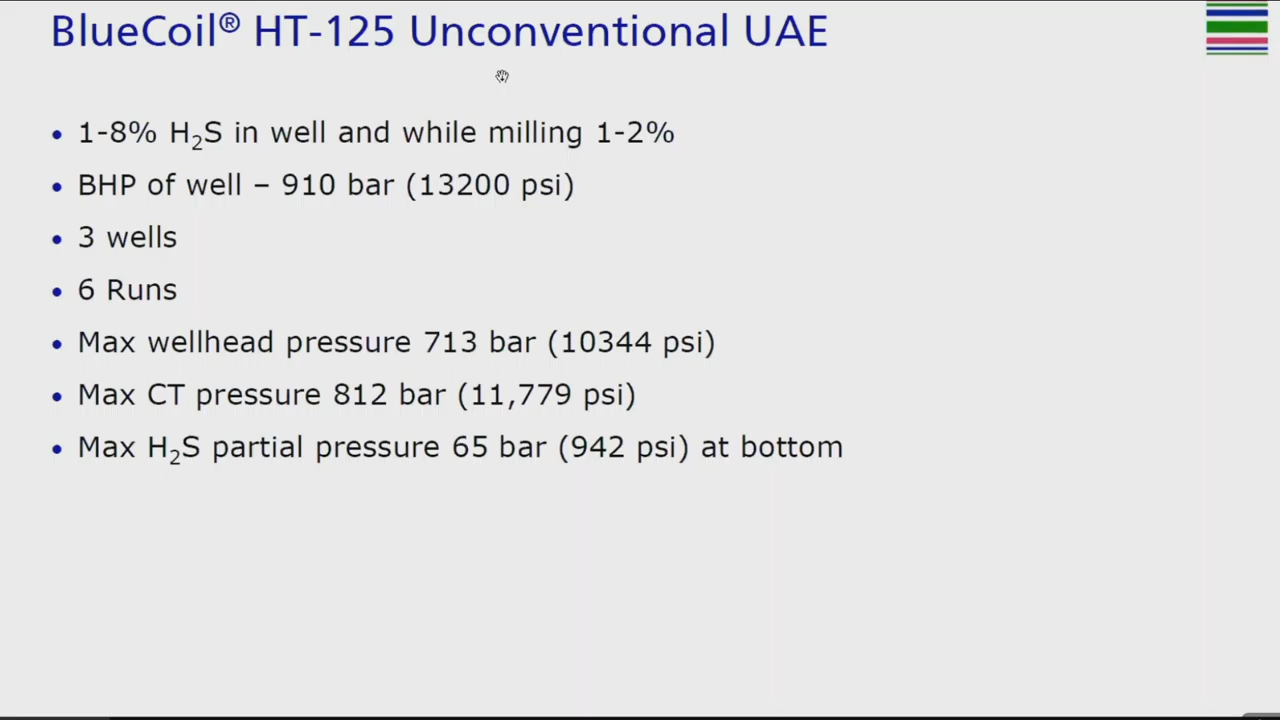 BlueCoil® HT-125 Unconventional UAE
• 1-8% H₂S in well and while milling 1-2%
• BHP of well – 910 bar (13200 psi)
• 3 wells
• 6 Runs
• Max wellhead pressure 713 bar (10344 psi)
• Max CT pressure 812 bar (11,779 psi)
• Max H₂S partial pressure 65 bar (942 psi) at bottom